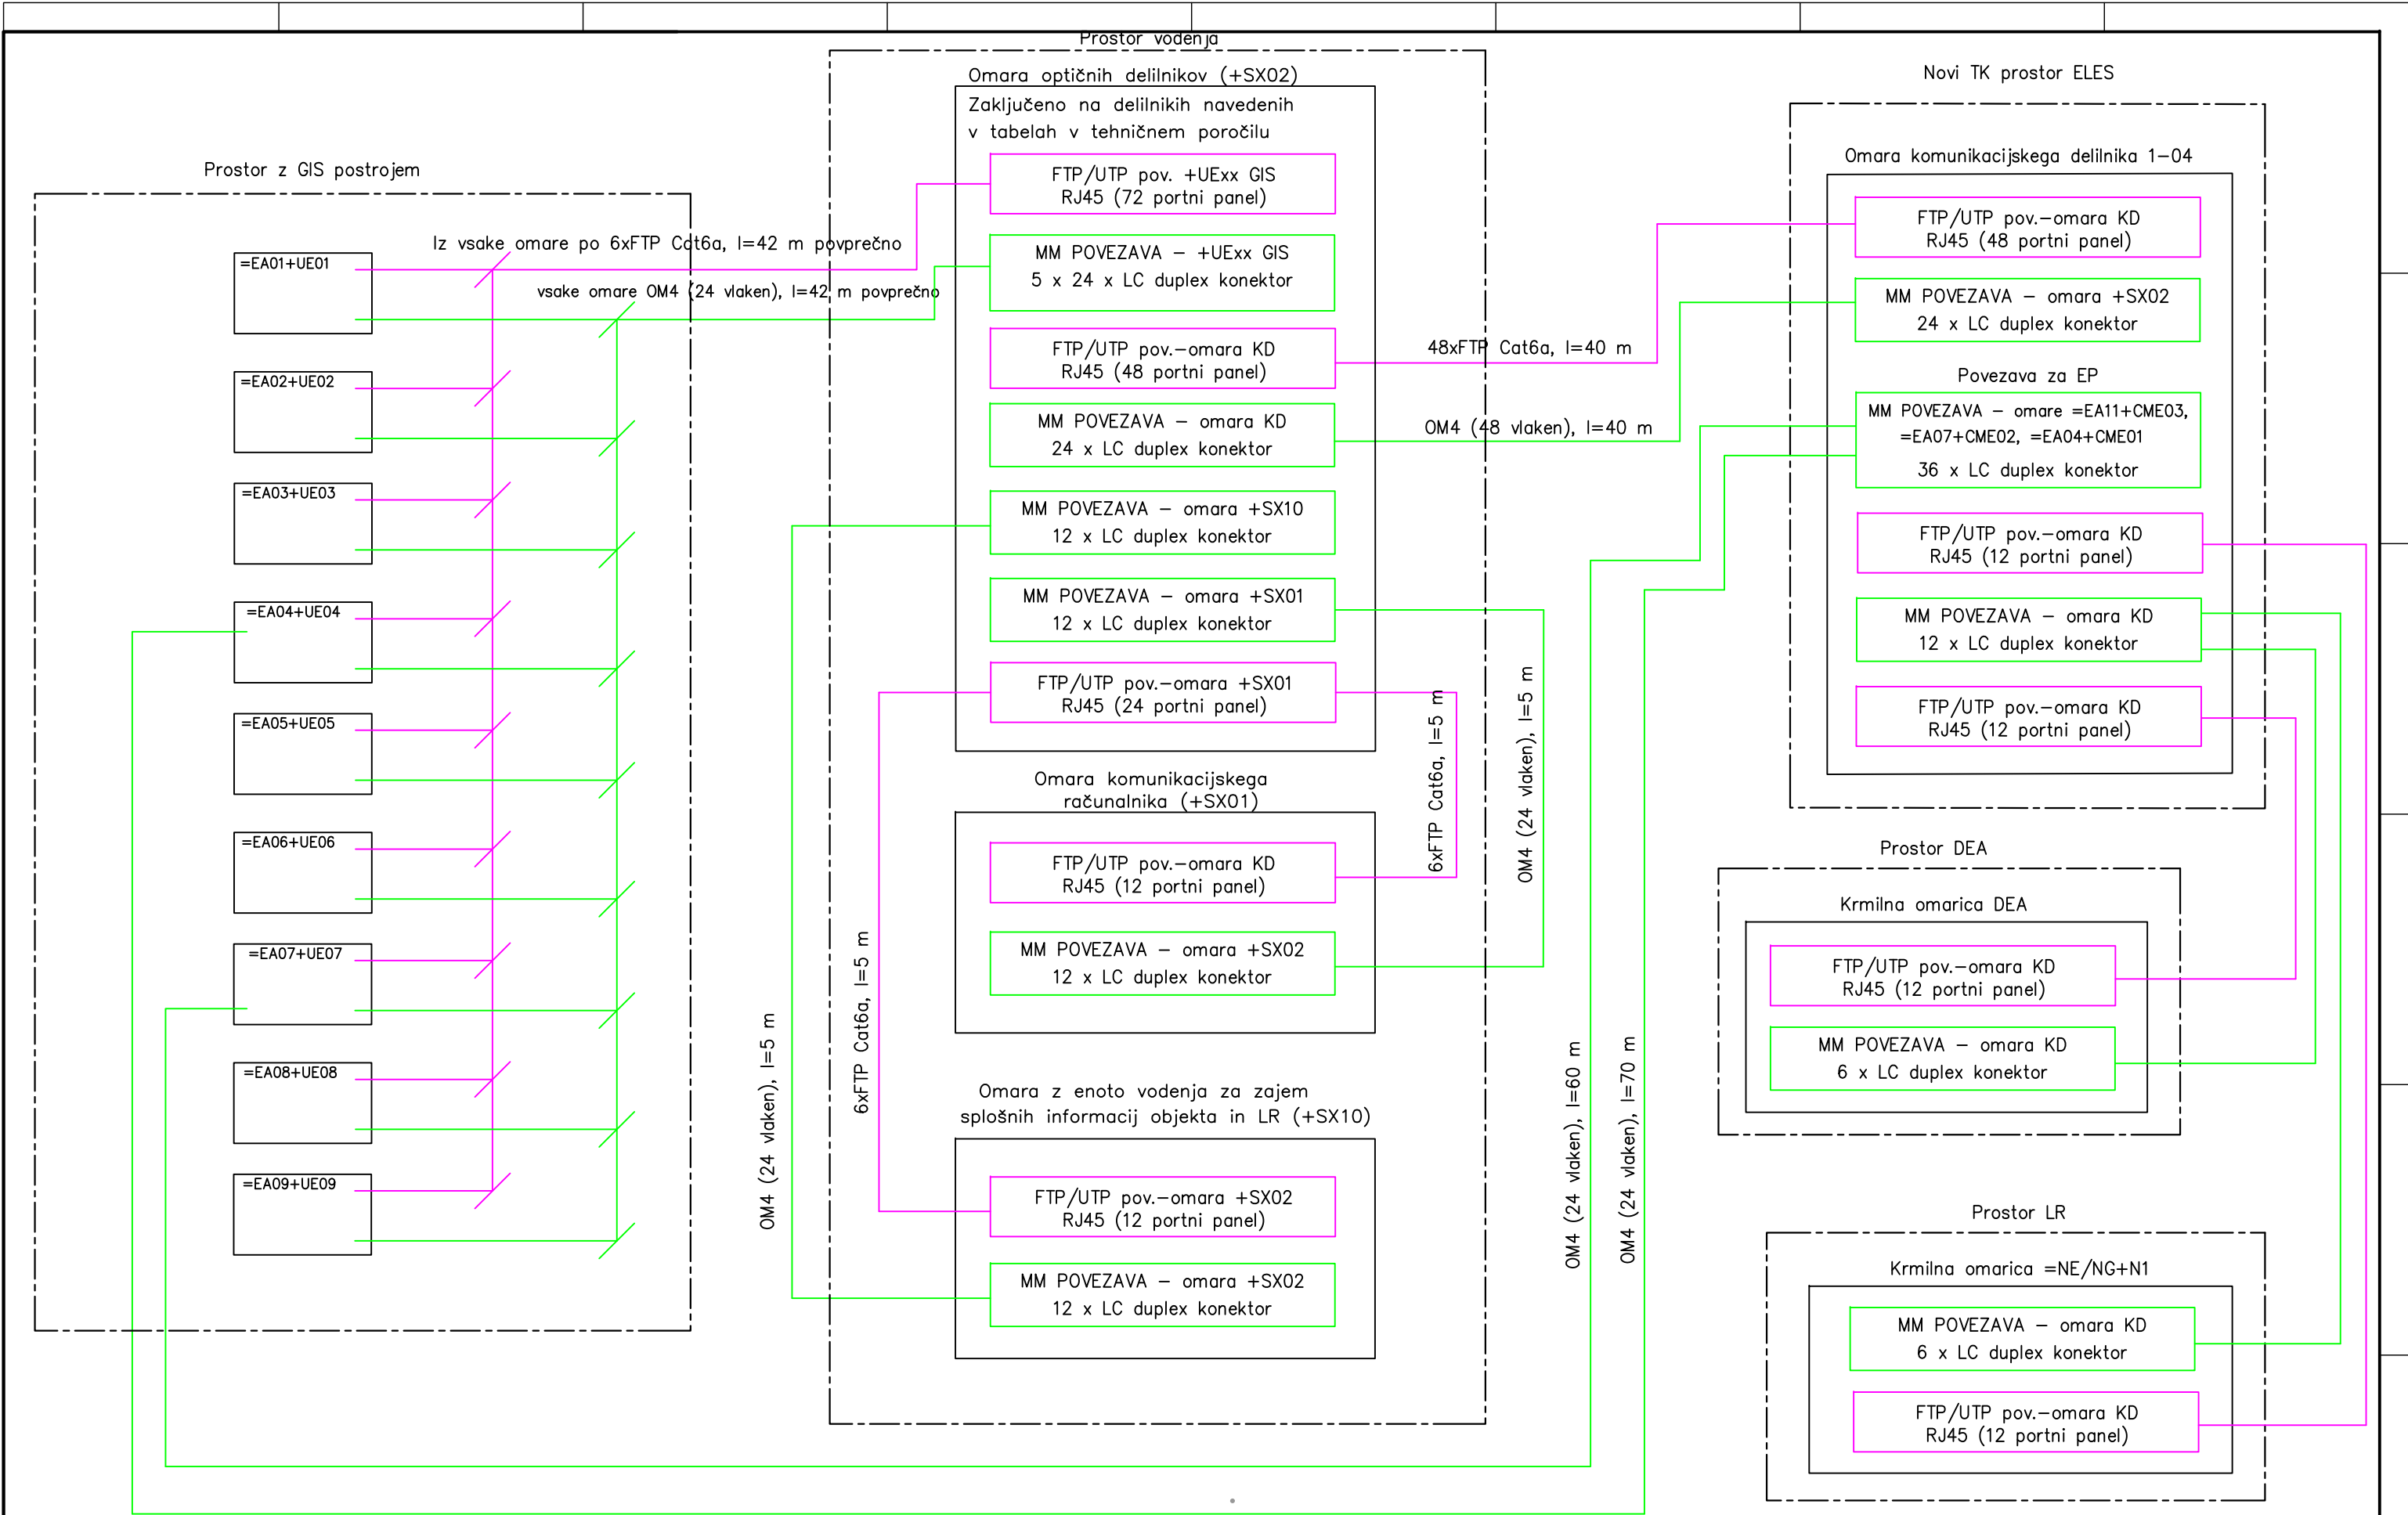 Prostor z GIS postrojem
=EA01+UE01
=EA02+UE02
=EA03+UE03
=EA04+UE04
=EA05+UE05
=EA06+UE06
=EA07+UE07
=EA08+UE08
=EA09+UE09
Iz vsake omare po 6xFTP Cat6a, l=42 m povprečno
vsake omare OM4 (24 vlaken), l=42 m povprečno
Prostor vodenja
Omara optičnih delilnikov (+SX02)
Zaključeno na delilnikih navedenih
v tabelah v tehničnem poročilu
FTP/UTP pov. +UExx GIS
RJ45 (72 portni panel)
MM POVEZAVA – +UExx GIS
5 x 24 x LC duplex konektor
FTP/UTP pov.–omara KD
RJ45 (48 portni panel)
MM POVEZAVA – omara KD
24 x LC duplex konektor
MM POVEZAVA – omara +SX10
12 x LC duplex konektor
MM POVEZAVA – omara +SX01
12 x LC duplex konektor
FTP/UTP pov.–omara +SX01
RJ45 (24 portni panel)
Omara komunikacijskega
računalnika (+SX01)
FTP/UTP pov.–omara KD
RJ45 (12 portni panel)
MM POVEZAVA – omara +SX02
12 x LC duplex konektor
Omara z enoto vodenja za zajem
splošnih informacij objekta in LR (+SX10)
FTP/UTP pov.–omara +SX02
RJ45 (12 portni panel)
MM POVEZAVA – omara +SX02
12 x LC duplex konektor
OM4 (24 vlaken), l=5 m
6xFTP Cat6a, l=5 m
6xFTP Cat6a, l=5 m
OM4 (24 vlaken), l=5 m
48xFTP Cat6a, l=40 m
OM4 (48 vlaken), l=40 m
OM4 (24 vlaken), l=60 m
OM4 (24 vlaken), l=70 m
Novi TK prostor ELES
Omara komunikacijskega delilnika 1–04
FTP/UTP pov.–omara KD
RJ45 (48 portni panel)
MM POVEZAVA – omara +SX02
24 x LC duplex konektor
Povezava za EP
MM POVEZAVA – omare =EA11+CME03,
=EA07+CME02, =EA04+CME01
36 x LC duplex konektor
FTP/UTP pov.–omara KD
RJ45 (12 portni panel)
MM POVEZAVA – omara KD
12 x LC duplex konektor
FTP/UTP pov.–omara KD
RJ45 (12 portni panel)
Prostor DEA
Krmilna omarica DEA
FTP/UTP pov.–omara KD
RJ45 (12 portni panel)
MM POVEZAVA – omara KD
6 x LC duplex konektor
Prostor LR
Krmilna omarica =NE/NG+N1
MM POVEZAVA – omara KD
6 x LC duplex konektor
FTP/UTP pov.–omara KD
RJ45 (12 portni panel)